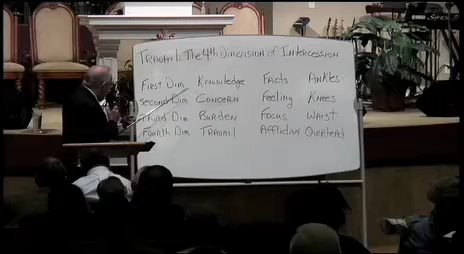 TRAVAIL: THE 4th DIMENSION OF INTERCESSION
FIRST DIM KNOWLEDGE FACTS ANKLES
SECOND DIM CONCERN FEELING KNEES
THIRD DIM BURDEN FOCUS WAIST
FOURTH DIM TRAVAIL AFFLICTION OVERHEAD